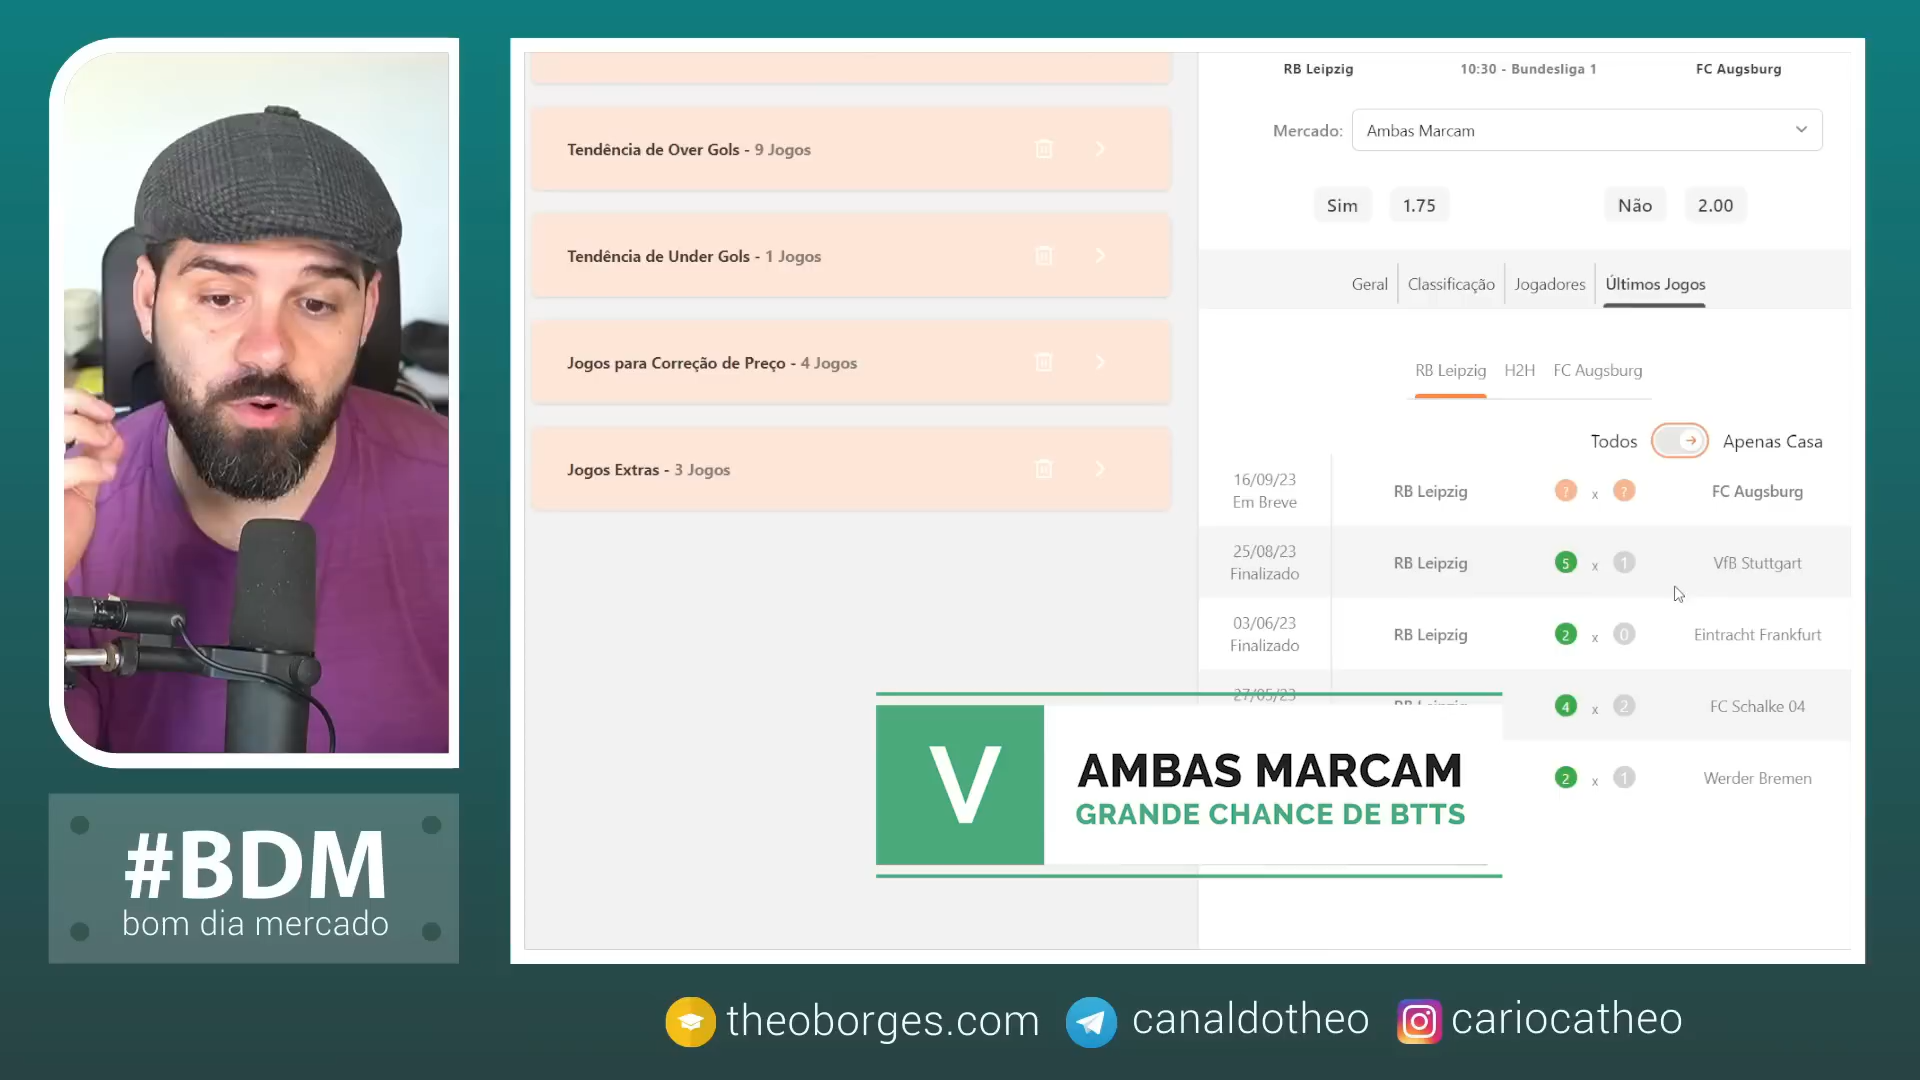 RB Leipzig 10:30 - Bundesliga 1 FC Augsburg
Mercado: Ambas Marcam
Sim 1.75 Não 2.00
Geral Classificação Jogadores Últimos Jogos
RB Leipzig H2H FC Augsburg
Todos Apenas Casa
16/09/23 Em Breve RB Leipzig ? x ? FC Augsburg
25/08/23 Finalizado RB Leipzig 5 x 1 VfB Stuttgart
03/06/23 Finalizado RB Leipzig 2 x 0 Eintracht Frankfurt
27/05/23 RB Leipzig 4 x 2 FC Schalke 04
2 x 1 Werder Bremen
Tendência de Over Gols - 9 Jogos
Tendência de Under Gols - 1 Jogos
Jogos para Correção de Preço - 4 Jogos
Jogos Extras - 3 Jogos
V
AMBAS MARCAM
GRANDE CHANCE DE BTTS
#BDM
bom dia mercado
theoborges.com canaldotheo cariocatheo